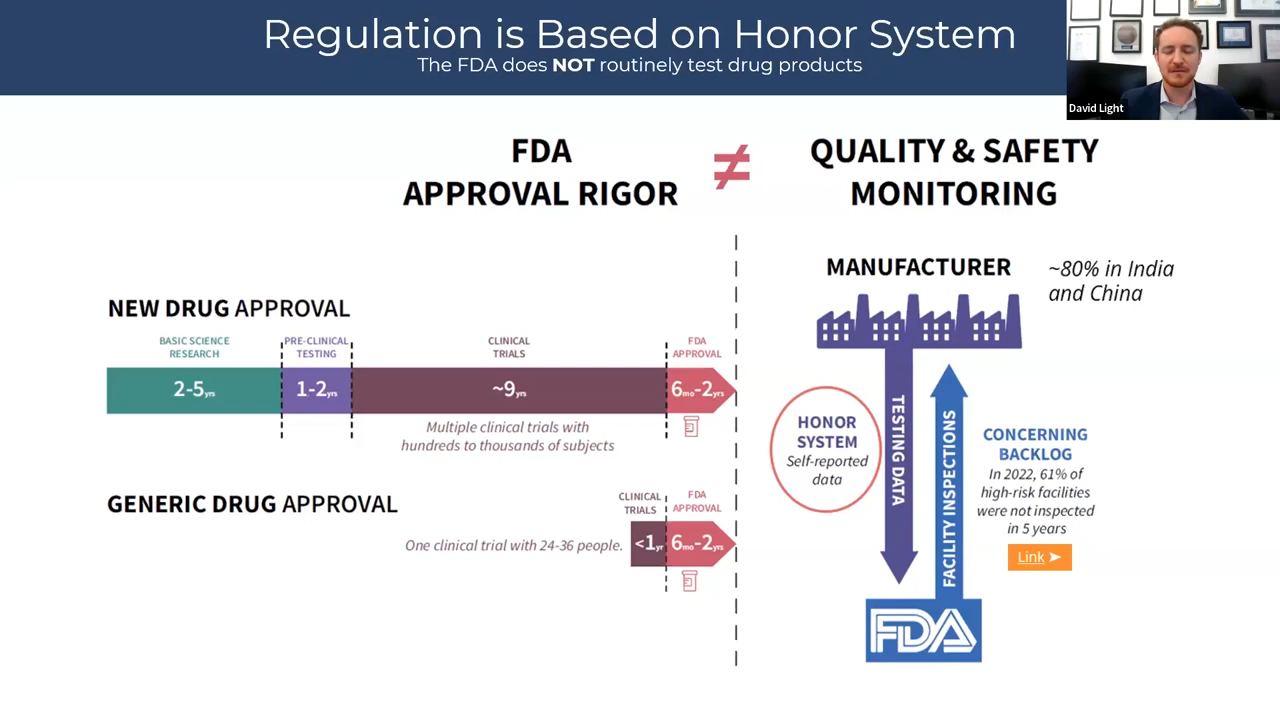 Regulation is Based on Honor System
The FDA does NOT routinely test drug products
David Light
FDA
APPROVAL RIGOR
≠
QUALITY & SAFETY
MONITORING
NEW DRUG APPROVAL
BASIC SCIENCE
RESEARCH
PRE-CLINICAL
TESTING
CLINICAL
TRIALS
FDA
APPROVAL
2-5yrs
1-2yrs
~9yrs
6mo-2yrs
Multiple clinical trials with
hundreds to thousands of subjects
GENERIC DRUG APPROVAL
CLINICAL
TRIALS
FDA
APPROVAL
One clinical trial with 24-36 people.
<1yr
6mo-2yrs
MANUFACTURER
~80% in India
and China
HONOR
SYSTEM
Self-reported
data
TESTING DATA
FACILITY INSPECTIONS
CONCERNING
BACKLOG
In 2022, 61% of
high-risk facilities
were not inspected
in 5 years
Link ➤
FDA